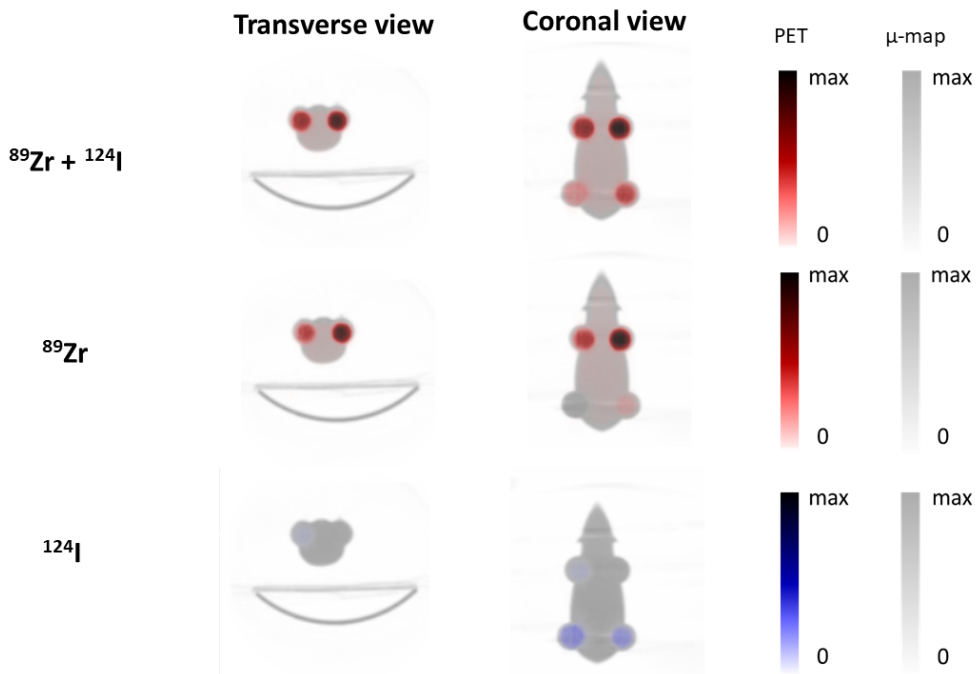 Transverse view
Coronal view
PET
μ-map
⁸⁹Zr + ¹²⁴I
max
max
0
0
⁸⁹Zr
max
max
0
0
¹²⁴I
max
max
0
0